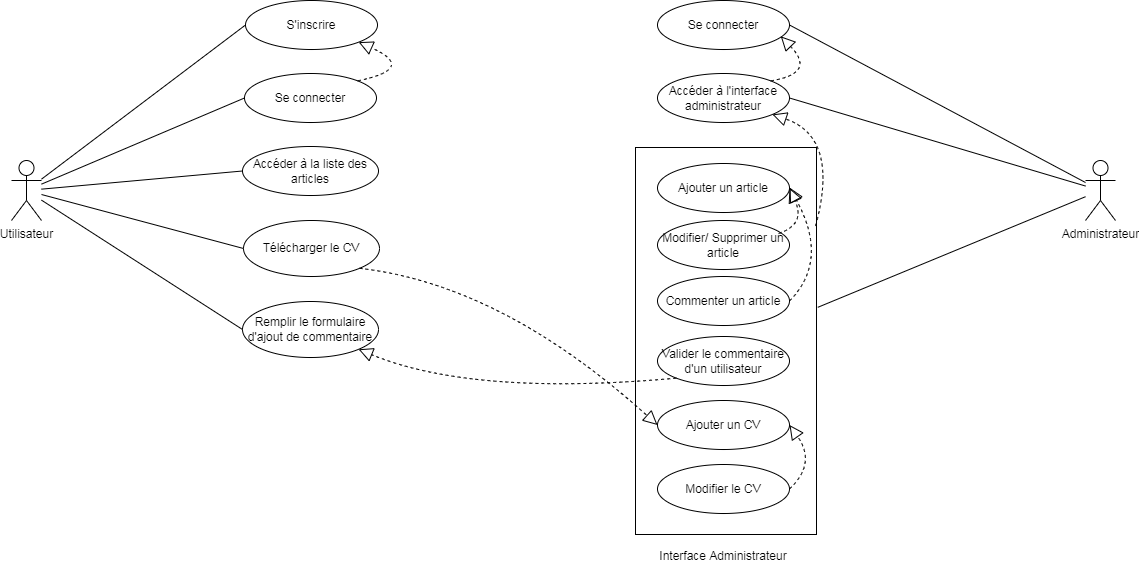 S'inscrire
Se connecter
Se connecter
Accéder à l'interface
administrateur
Accéder à la liste des
articles
Ajouter un article
Utilisateur
Administrateur
Télécharger le CV
Modifier/ Supprimer un
article
Commenter un article
Remplir le formulaire
d'ajout de commentaire
Valider le commentaire
d'un utilisateur
Ajouter un CV
Modifier le CV
Interface Administrateur